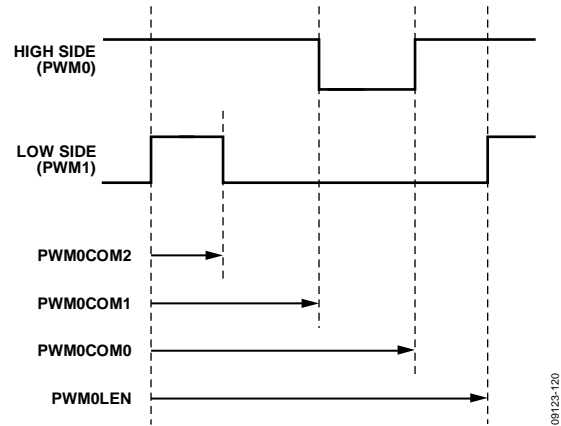 HIGH SIDE
(PWM0)
LOW SIDE
(PWM1)
PWM0COM2
PWM0COM1
PWM0COM0
PWM0LEN
09123-120